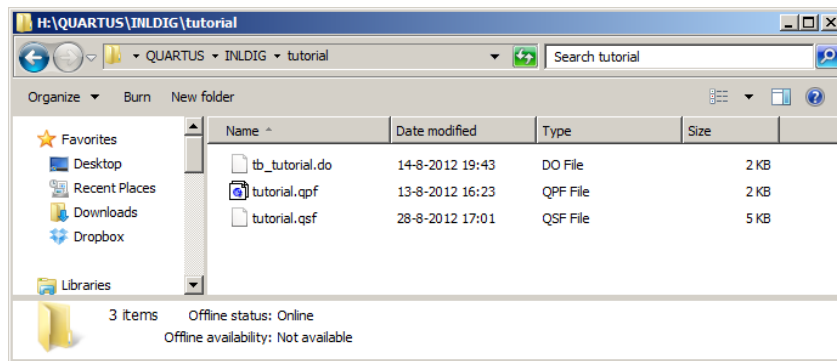 H:\QUARTUS\INLDIG\tutorial
QUARTUS INLDIG tutorial Search tutorial
Organize Burn New folder
Favorites
Desktop
Recent Places
Downloads
Dropbox
Libraries
Name Date modified Type Size
tb_tutorial.do 14-8-2012 19:43 DO File 2 KB
tutorial.qpf 13-8-2012 16:23 QPF File 2 KB
tutorial.qsf 28-8-2012 17:01 QSF File 5 KB
3 items Offline status: Online
Offline availability: Not available